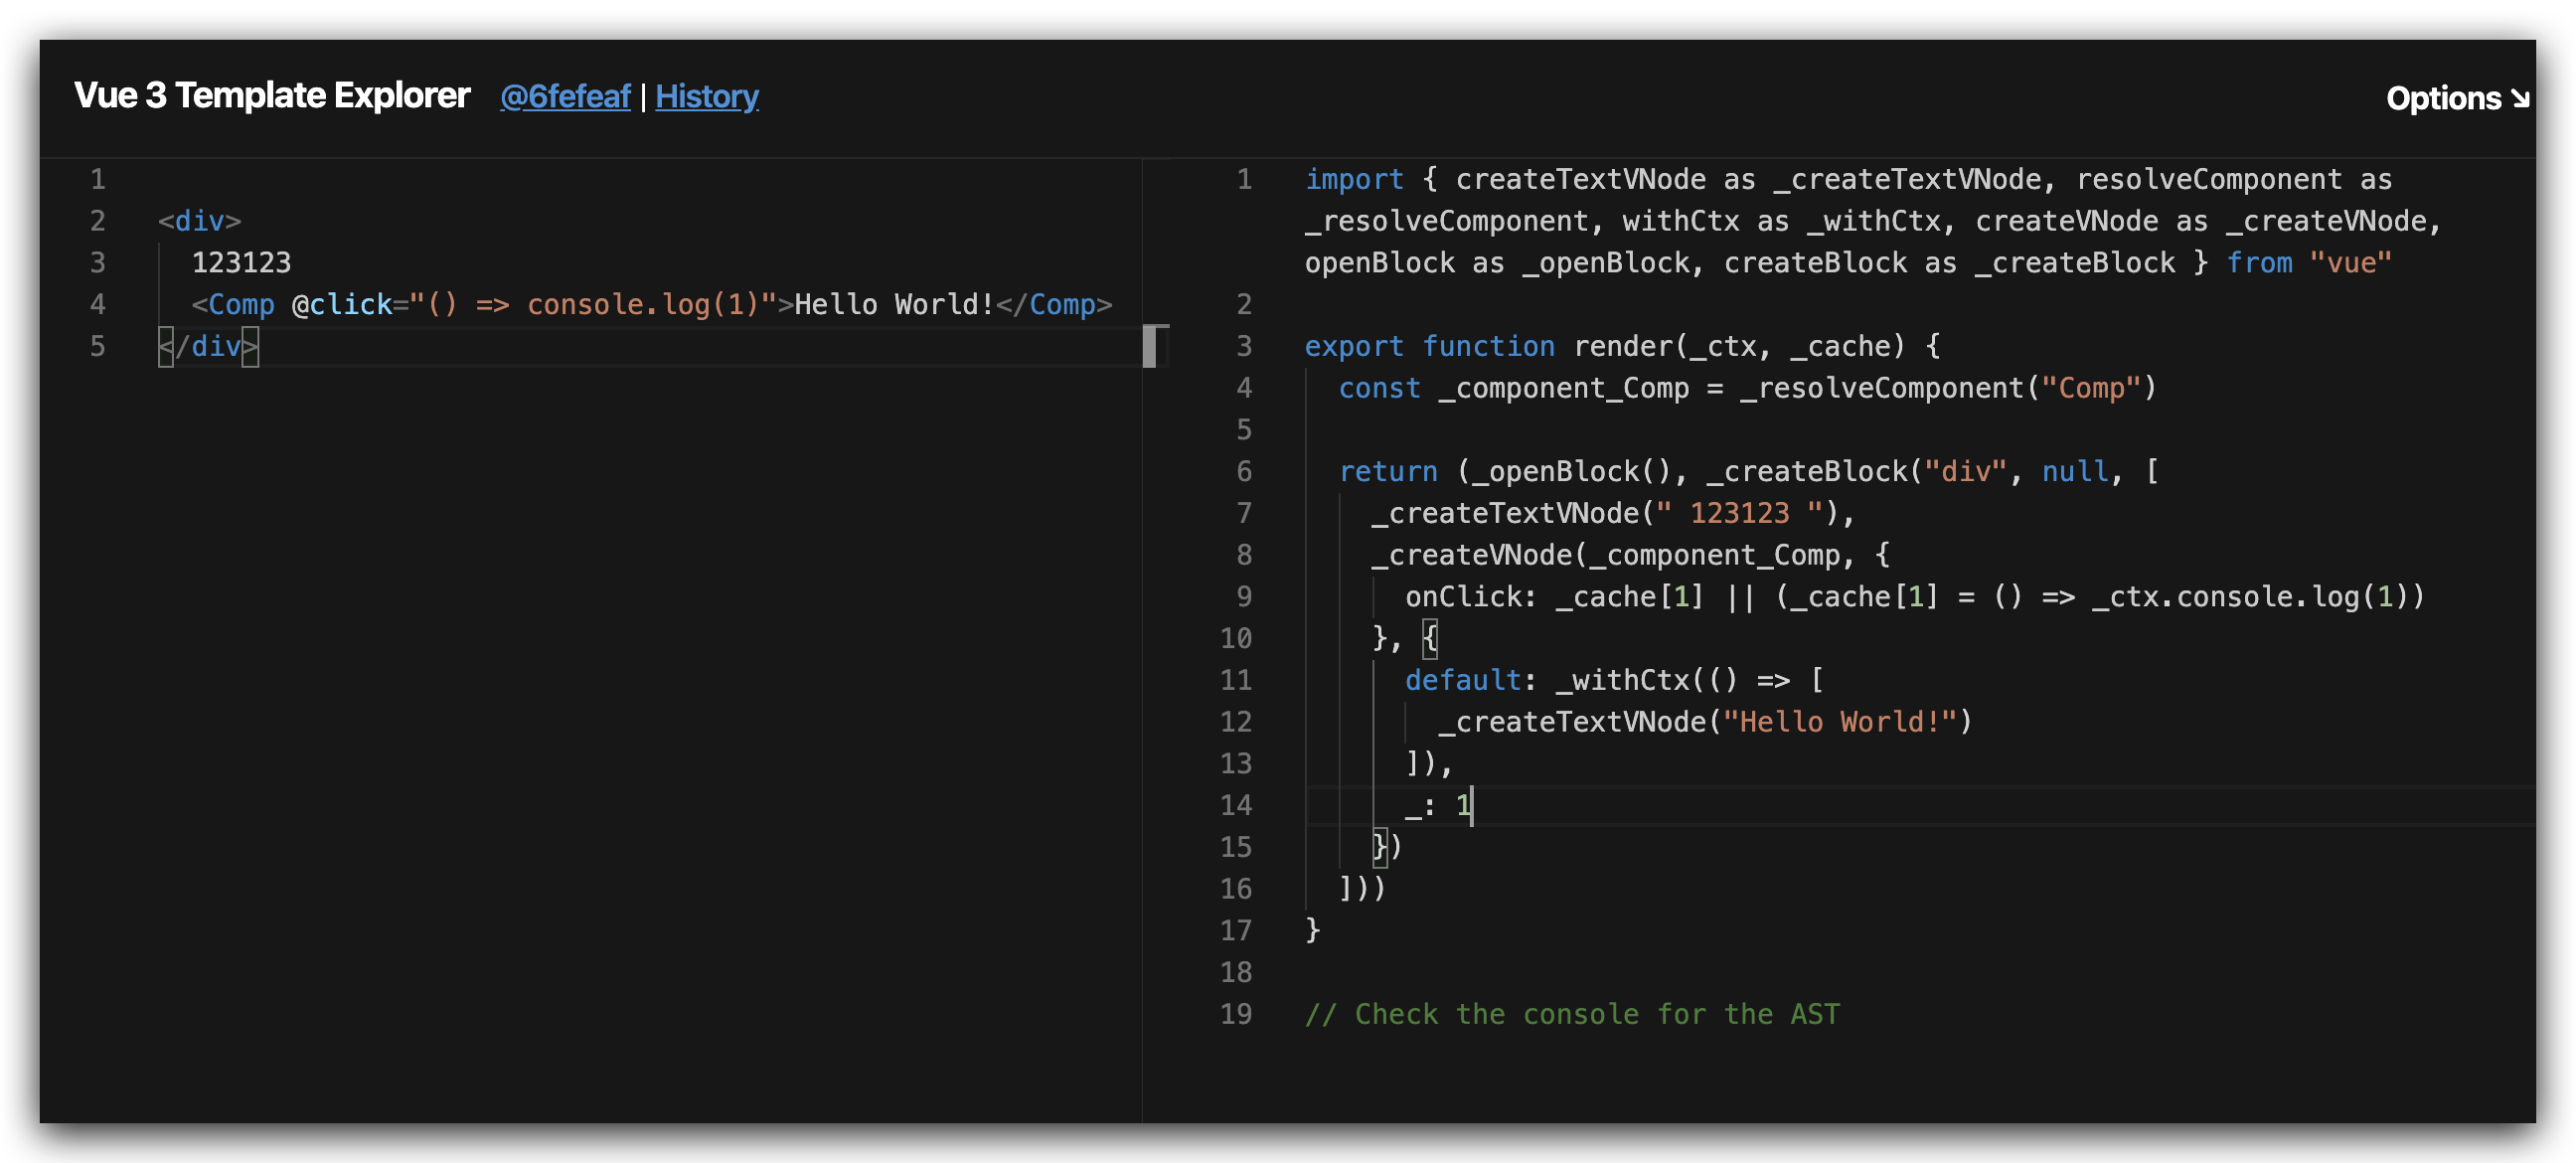 Vue 3 Template Explorer @6fefeaf | History
Options ↘
1
2 <div>
3 123123
4 <Comp @click="() => console.log(1)">Hello World!</Comp>
5 </div>
1 import { createTextVNode as _createTextVNode, resolveComponent as
_resolveComponent, withCtx as _withCtx, createVNode as _createVNode,
openBlock as _openBlock, createBlock as _createBlock } from "vue"
2
3 export function render(_ctx, _cache) {
4 const _component_Comp = _resolveComponent("Comp")
5
6 return (_openBlock(), _createBlock("div", null, [
7 _createTextVNode(" 123123 "),
8 _createVNode(_component_Comp, {
9 onClick: _cache[1] || (_cache[1] = () => _ctx.console.log(1))
10 }, {
11 default: _withCtx(() => [
12 _createTextVNode("Hello World!")
13 ]),
14 _: 1
15 })
16 ]))
17 }
18
19 // Check the console for the AST